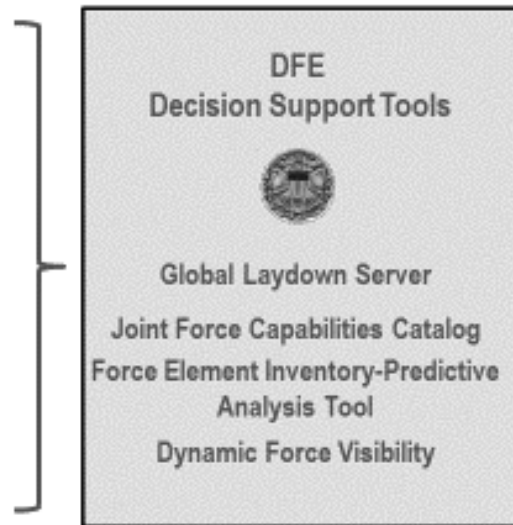 DFE
Decision Support Tools
Global Laydown Server
Joint Force Capabilities Catalog
Force Element Inventory-Predictive
Analysis Tool
Dynamic Force Visibility